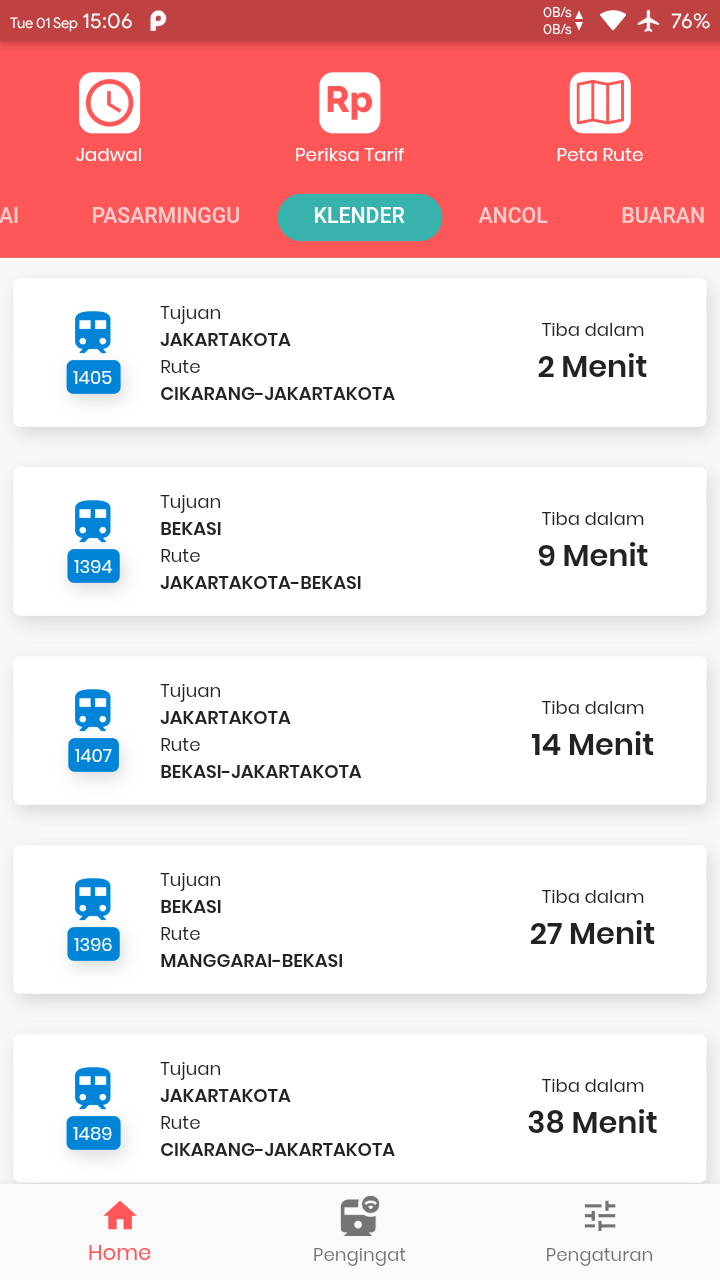 Tue 01 Sep 15:06
0B/s
0B/s
76%
Jadwal
Rp
Periksa Tarif
Peta Rute
AI PASARMINGGU KLENDER ANCOL BUARAN
Tujuan
JAKARTAKOTA
Rute
CIKARANG-JAKARTAKOTA
1405
Tiba dalam
2 Menit
Tujuan
BEKASI
Rute
JAKARTAKOTA-BEKASI
1394
Tiba dalam
9 Menit
Tujuan
JAKARTAKOTA
Rute
BEKASI-JAKARTAKOTA
1407
Tiba dalam
14 Menit
Tujuan
BEKASI
Rute
MANGGARAI-BEKASI
1396
Tiba dalam
27 Menit
Tujuan
JAKARTAKOTA
Rute
CIKARANG-JAKARTAKOTA
1489
Tiba dalam
38 Menit
Home
Pengingat
Pengaturan